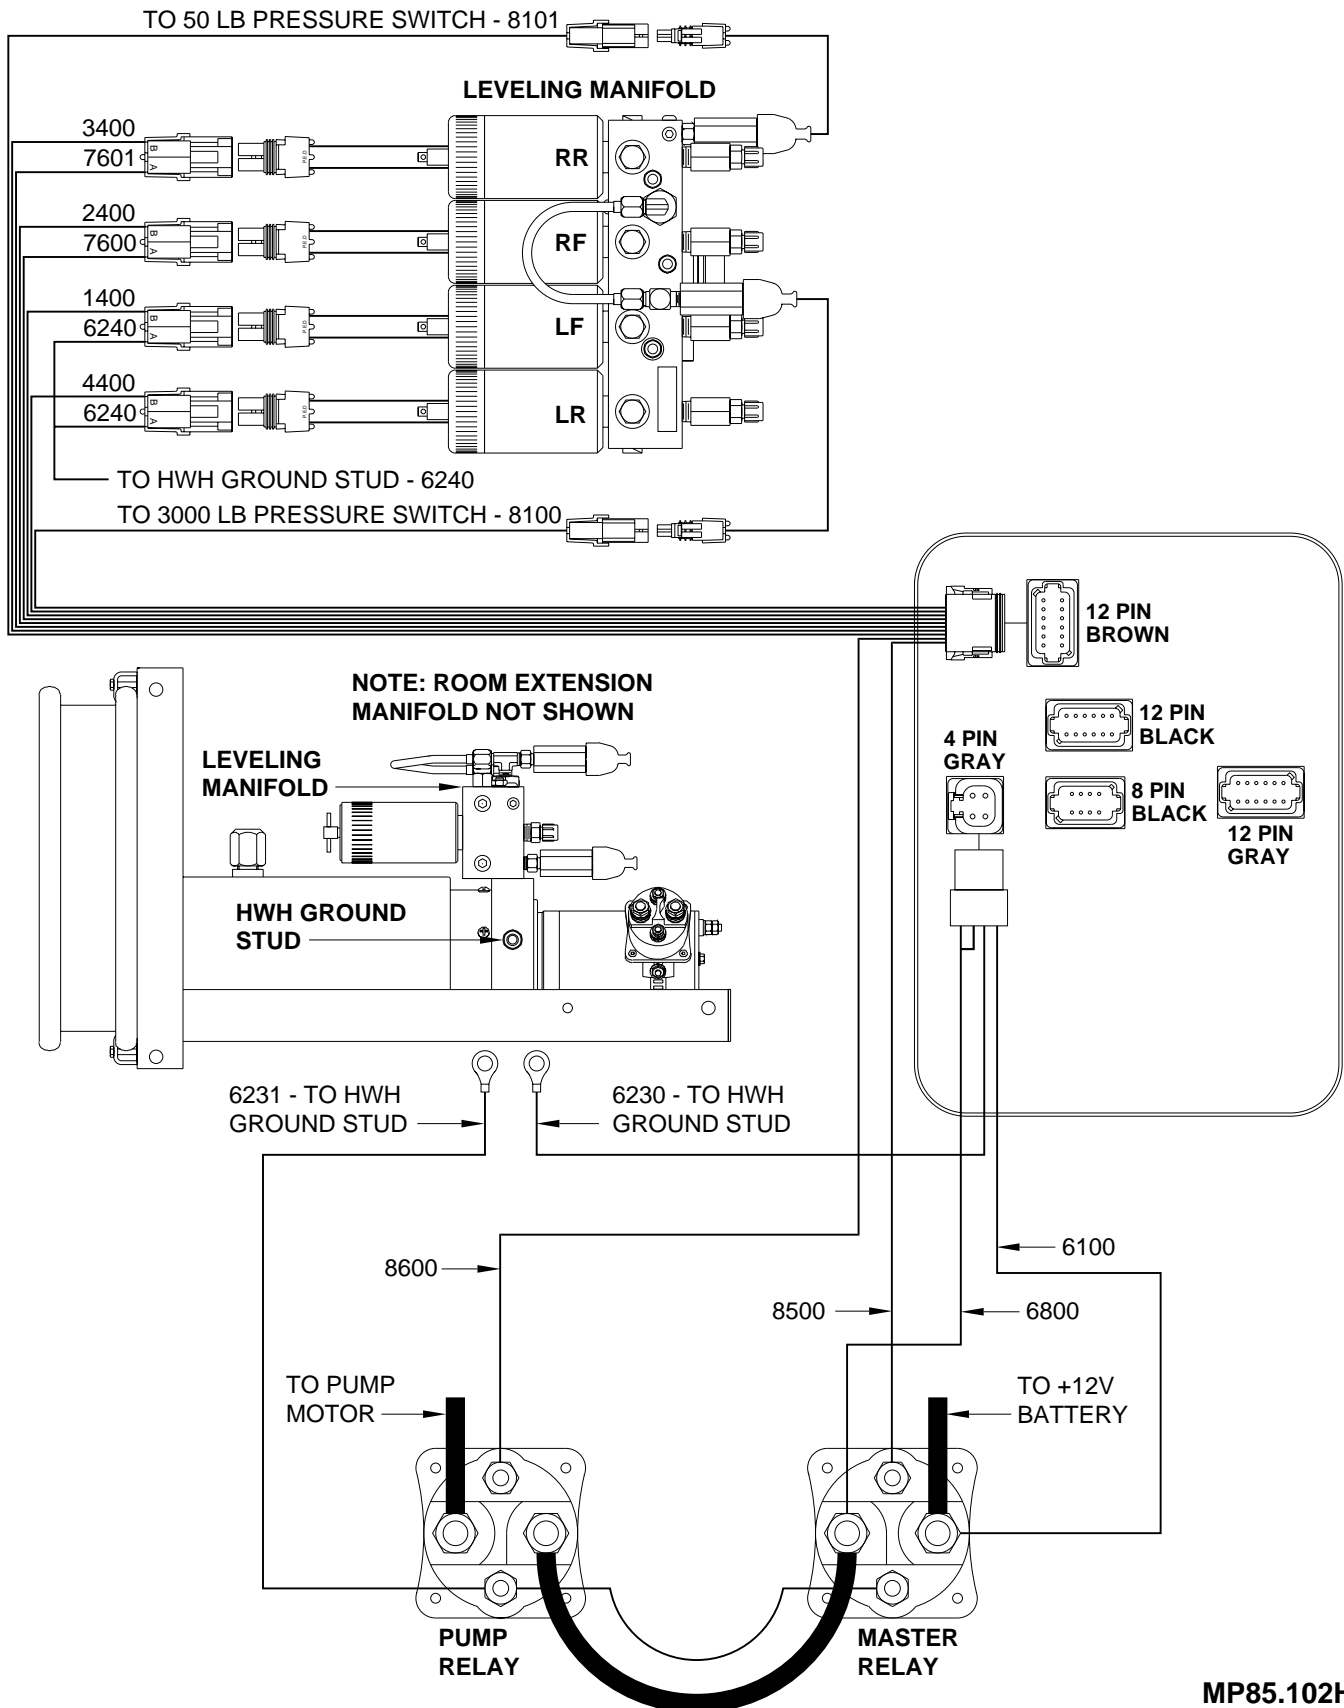 TO 50 LB PRESSURE SWITCH - 8101
LEVELING MANIFOLD
3400
7601
B
A
P.E.D
RR
2400
7600
B
A
P.E.D
RF
1400
6240
B
A
P.E.D
LF
4400
6240
B
A
P.E.D
LR
TO HWH GROUND STUD - 6240
TO 3000 LB PRESSURE SWITCH - 8100
12 PIN
BROWN
NOTE: ROOM EXTENSION
MANIFOLD NOT SHOWN
12 PIN
BLACK
4 PIN
GRAY
LEVELING
MANIFOLD
8 PIN
BLACK
12 PIN
GRAY
HWH GROUND
STUD
6231 - TO HWH
GROUND STUD
6230 - TO HWH
GROUND STUD
6100
8600
8500
6800
TO PUMP
MOTOR
TO +12V
BATTERY
PUMP
RELAY
MASTER
RELAY
MP85.102H